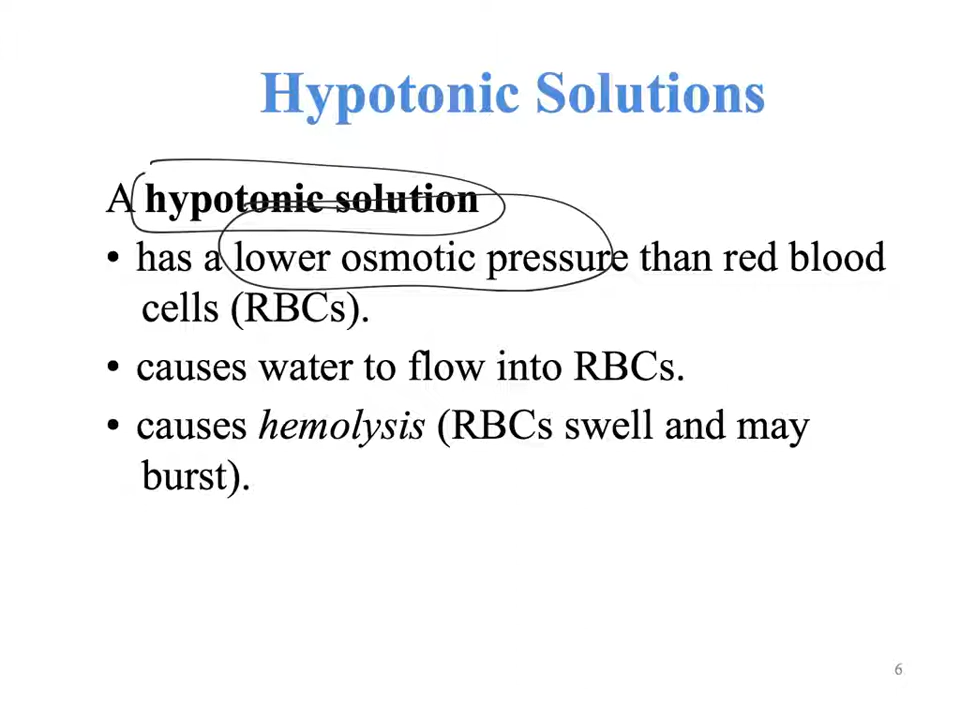 Hypotonic Solutions
A hypotonic solution
• has a lower osmotic pressure than red blood
cells (RBCs).
• causes water to flow into RBCs.
• causes hemolysis (RBCs swell and may
burst).
6